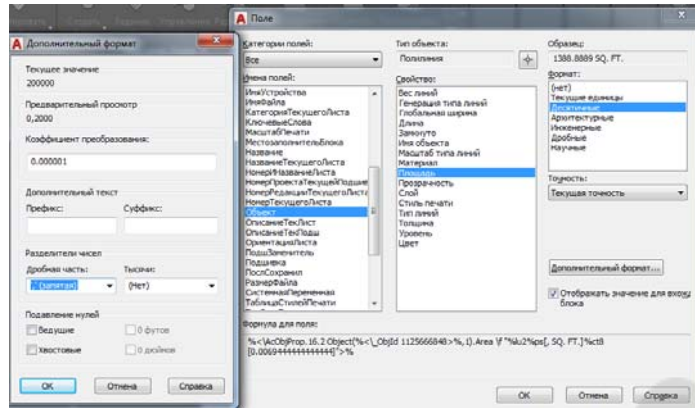 Дополнительный формат
Текущее значение
200000
Предварительный просмотр
0,2000
Коэффициент преобразования:
0.000001
Дополнительный текст
Префикс:
Суффикс:
Разделители чисел
Дробная часть:
Тысячи:
',' (запятая)
(Нет)
Подавление нулей
Ведущие
0 футов
Хвостовые
0 дюймов
OK
Отмена
Справка
Поле
Категории полей:
Все
Имена полей:
ИмяУстройства
ИмяФайла
КатегорияТекущегоЛиста
КлючевыеСлова
МасштабПечати
МестозаполнительБлока
Название
НазваниеТекущегоЛиста
НомерИНазваниеЛиста
НомерПроектаТекущейПодшив
НомерРедакцииТекущегоЛиста
НомерТекущегоЛиста
Объект
ОписаниеТекЛист
ОписаниеТекПодш
ОриентацияЛиста
ПодшЗаменитель
Подшивка
ПослСохранил
РазмерФайла
СистемнаяПеременная
ТаблицаСтилейПечати
Тип объекта:
Полилиния
Свойство:
Вес линий
Генерация типа линий
Глобальная ширина
Длина
Замкнуто
Имя объекта
Масштаб типа линий
Материал
Площадь
Прозрачность
Слой
Стиль печати
Тип линий
Толщина
Уровень
Цвет
Образец:
1388.8889 SQ. FT.
Формат:
(нет)
Текущие единицы
Десятичные
Архитектурные
Инженерные
Дробные
Научные
Точность:
Текущая точность
Дополнительный формат...
Отображать значение для вхожд
блока
Формула для поля:
%<\AcObjProp.16.2 Object(%<\_ObjId 1125666848>%,1).Area \f "%lu2%ps[, SQ. FT.]%ct8
[0.006944444444444]">%
OK
Отмена
Справка